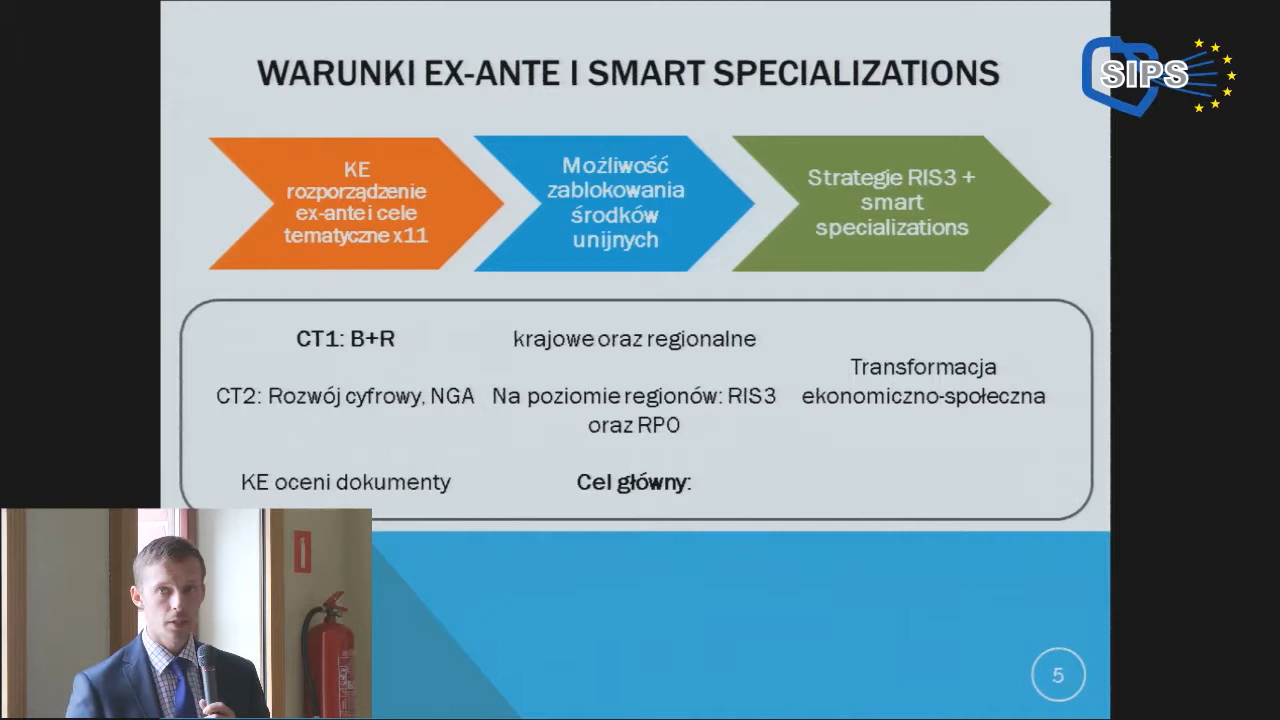 WARUNKI EX-ANTE I SMART SPECIALIZATIONS
SIPS
KE
rozporządzenie
ex-ante i cele
tematyczne x11
Możliwość
zablokowania
środków
unijnych
Strategie RIS3 +
smart
specializations
CT1: B+R
krajowe oraz regionalne
Transformacja
ekonomiczno-społeczna
CT2: Rozwój cyfrowy, NGA
Na poziomie regionów: RIS3
oraz RPO
KE oceni dokumenty
Cel główny:
5